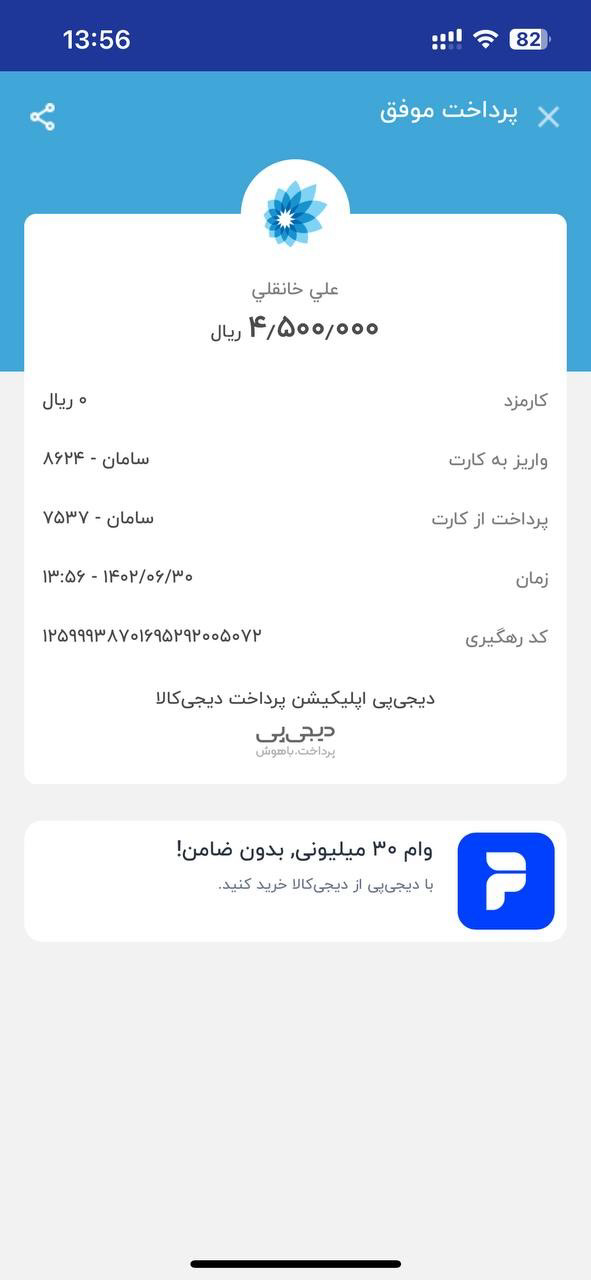 13:56
82
پرداخت موفق
علي خانقلي
۴٫۵۰۰٫۰۰۰ ریال
کارمزد
۰ ریال
واریز به کارت
سامان - ۸۶۲۴
پرداخت از کارت
سامان - ۷۵۳۷
زمان
۱۴۰۲/۰۶/۳۰ - ۱۳:۵۶
کد رهگیری
۱۲۵۹۹۹۳۸۷۰۱۶۹۵۲۹۲۰۰۵۰۷۲
دیجی‌پی اپلیکیشن پرداخت دیجی‌کالا
دیجی‌پی
پرداخت.باهوش
وام ۳۰ میلیونی, بدون ضامن!
با دیجی‌پی از دیجی‌کالا خرید کنید.